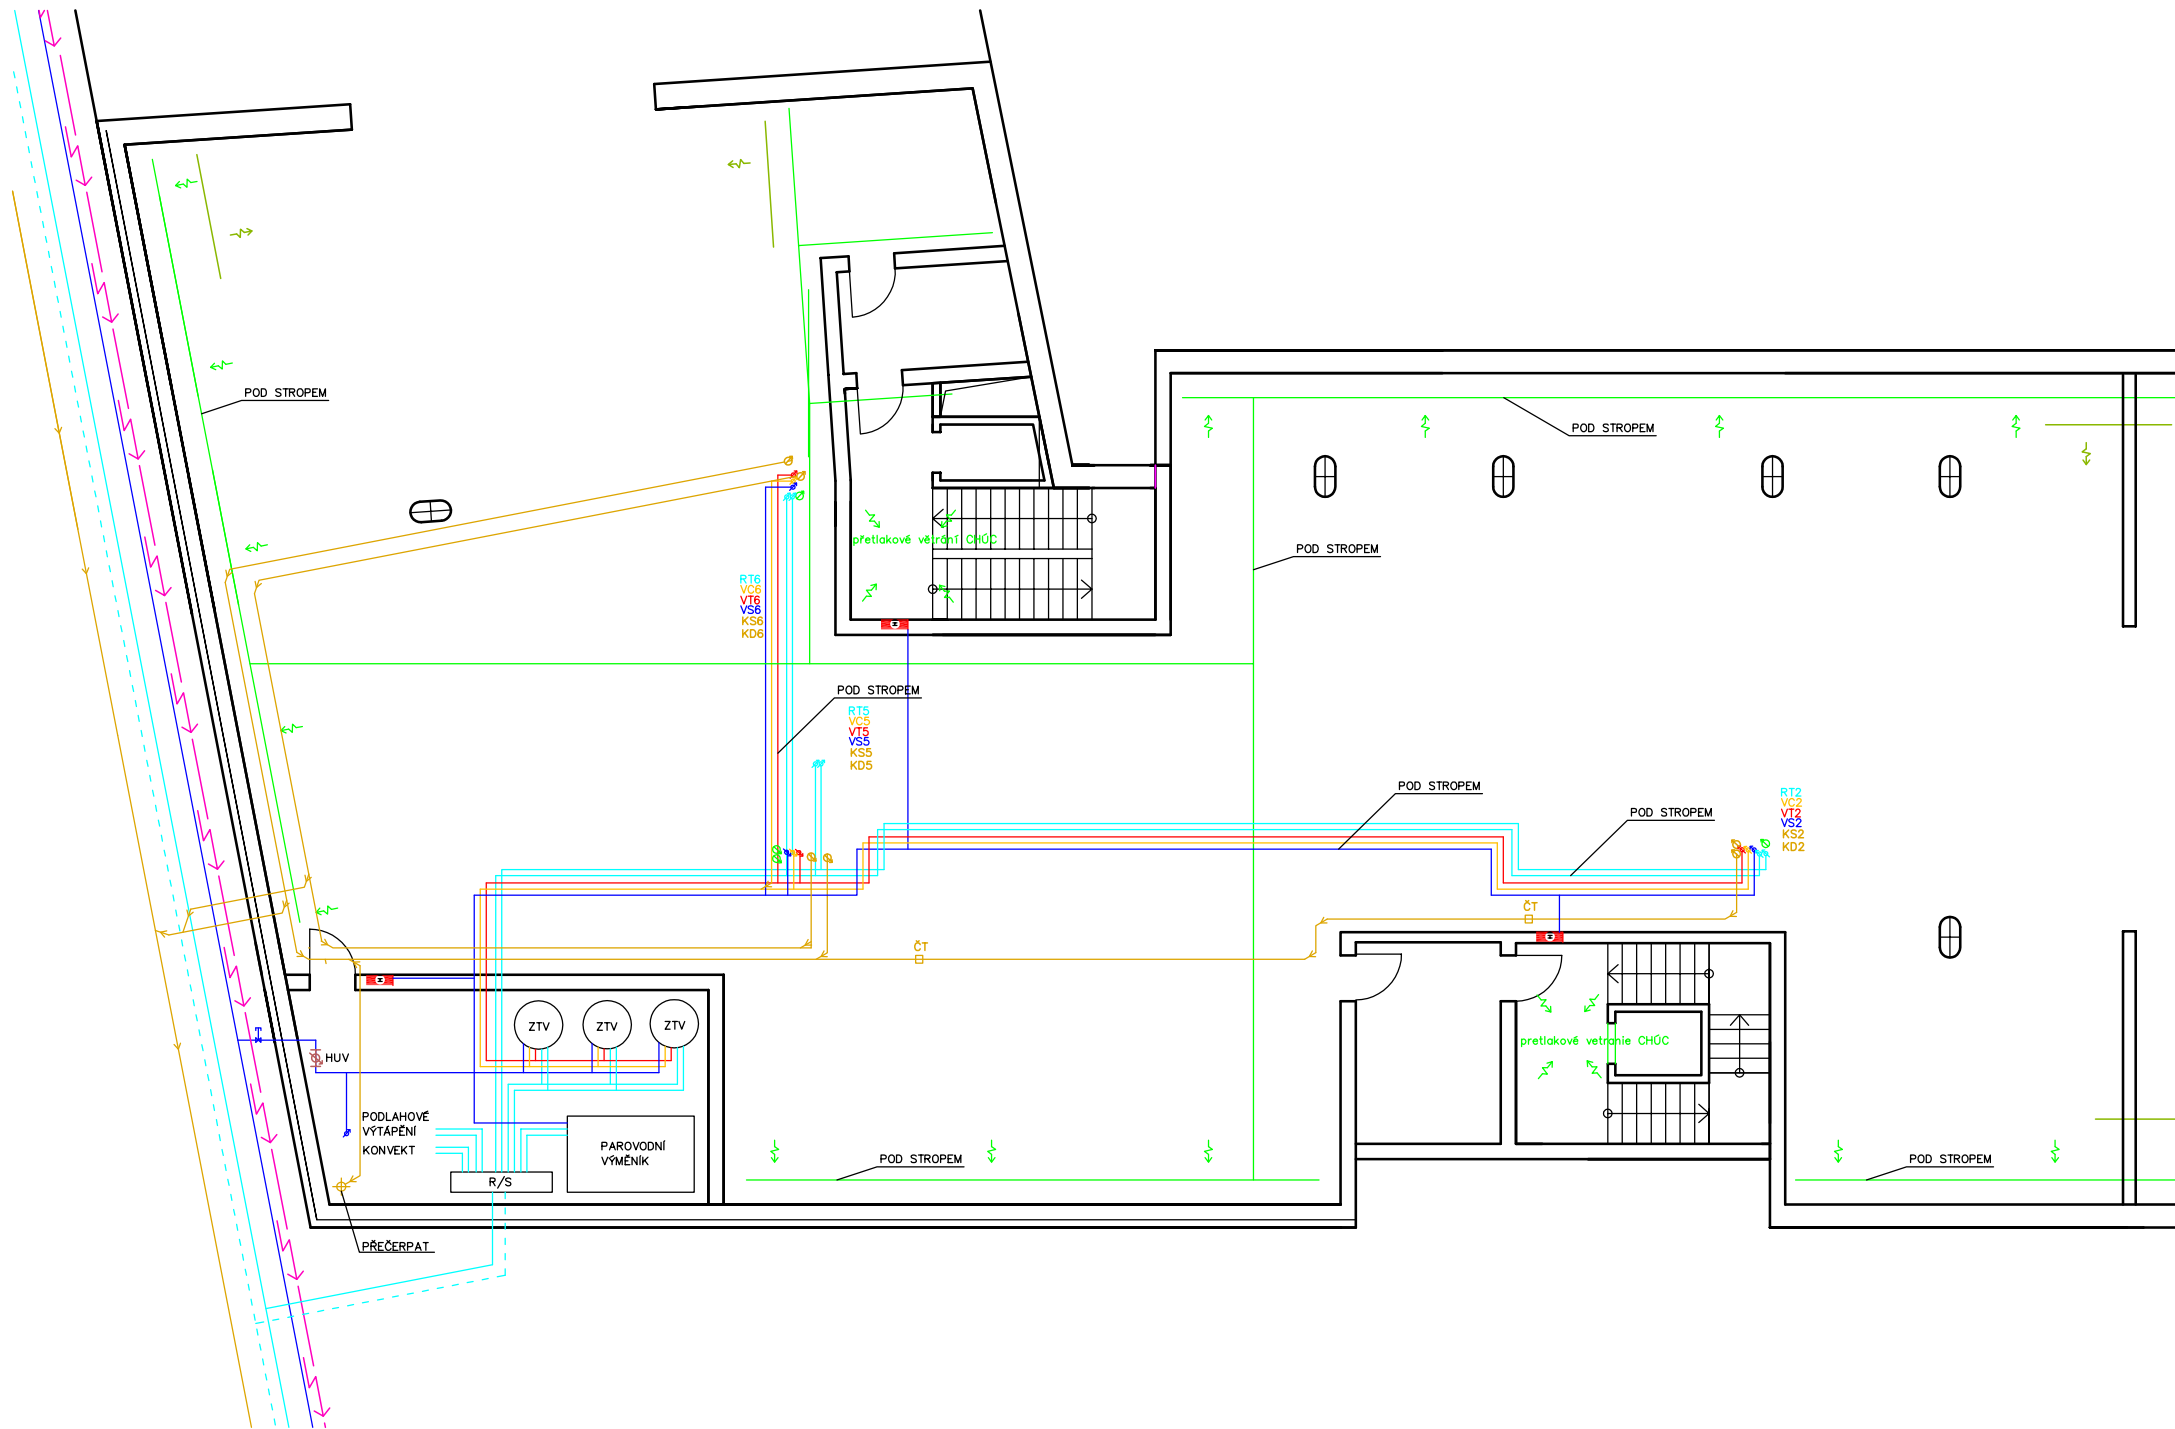 POD STROPEM
POD STROPEM
přetlakové větrání CHÚC
POD STROPEM
RT6
VC6
VT6
VS6
KS6
KD6
POD STROPEM
RT5
VC5
VT5
VS5
KS5
KD5
POD STROPEM
POD STROPEM
RT2
VC2
VT2
VS2
KS2
KD2
ČT
ČT
ZTV
ZTV
ZTV
HUV
pretlakové vetranie CHÚC
PODLAHOVÉ
VÝTÁPĚNÍ
KONVEKT
PAROVODNÍ
VÝMĚNÍK
R/S
POD STROPEM
POD STROPEM
PŘEČERPAT